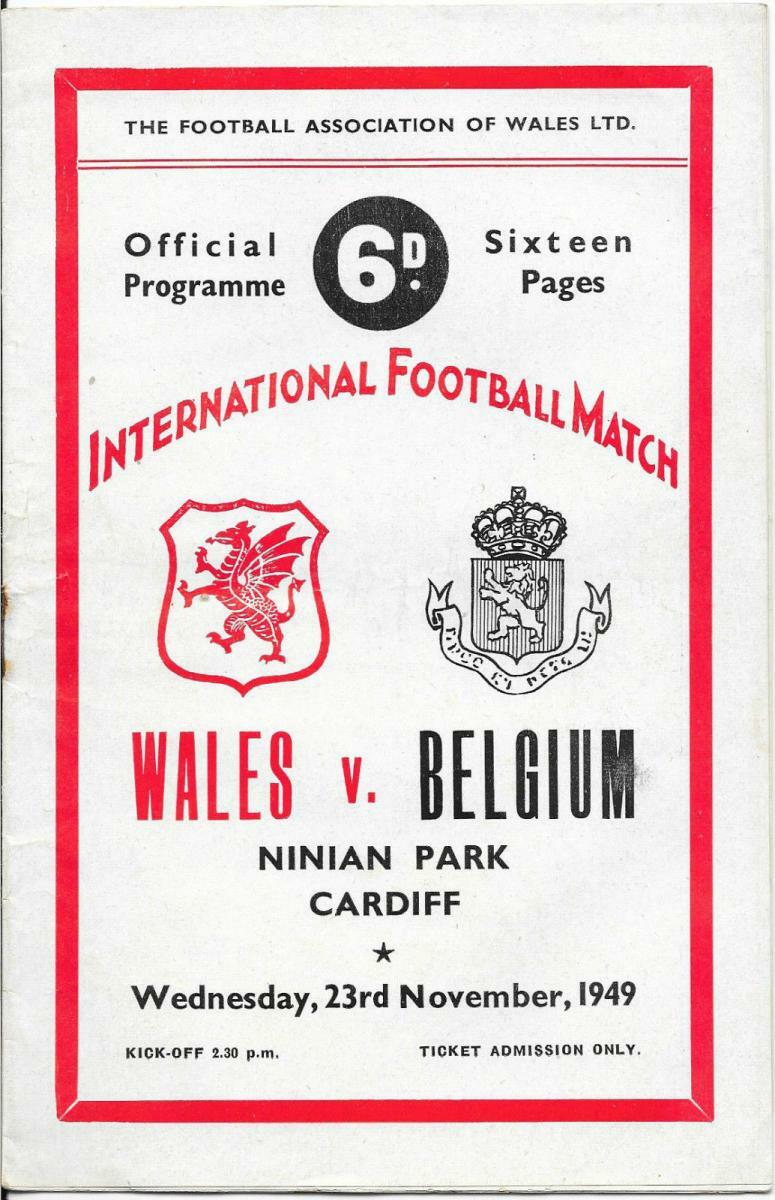 THE FOOTBALL ASSOCIATION OF WALES LTD.
Official
Programme
6D.
Sixteen
Pages
INTERNATIONAL FOOTBALL MATCH
WALES v. BELGIUM
NINIAN PARK
CARDIFF
Wednesday, 23rd November, 1949
KICK-OFF 2.30 p.m.
TICKET ADMISSION ONLY.